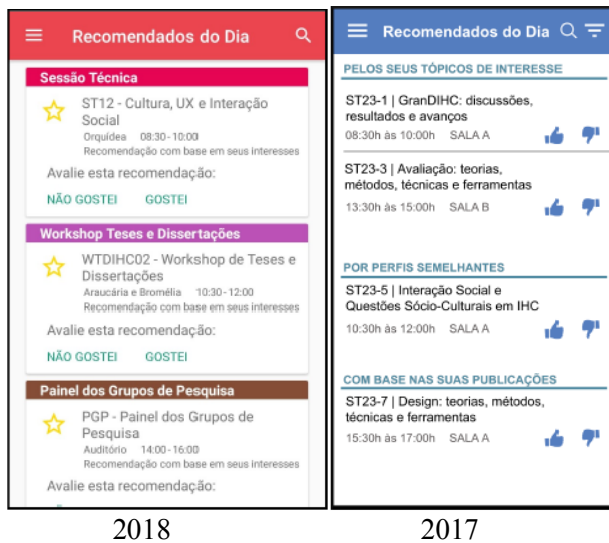 Recomendados do Dia
Sessão Técnica
ST12 - Cultura, UX e Interação
Social
Orquídea 08:30-10:00
Recomendação com base em seus interesses
Avalie esta recomendação:
NÃO GOSTEI GOSTEI
Workshop Teses e Dissertações
WTDIHC02 - Workshop de Teses e
Dissertações
Araucária e Bromélia 10:30-12:00
Recomendação com base em seus interesses
Avalie esta recomendação:
NÃO GOSTEI GOSTEI
Painel dos Grupos de Pesquisa
PGP - Painel dos Grupos de
Pesquisa
Auditório 14:00-16:00
Recomendação com base em seus interesses
Avalie esta recomendação:
2018
Recomendados do Dia
PELOS SEUS TÓPICOS DE INTERESSE
ST23-1 | GranDIHC: discussões,
resultados e avanços
08:30h às 10:00h SALA A
ST23-3 | Avaliação: teorias,
métodos, técnicas e ferramentas
13:30h às 15:00h SALA B
POR PERFIS SEMELHANTES
ST23-5 | Interação Social e
Questões Sócio-Culturais em IHC
10:30h às 12:00h SALA A
COM BASE NAS SUAS PUBLICAÇÕES
ST23-7 | Design: teorias, métodos,
técnicas e ferramentas
15:30h às 17:00h SALA A
2017